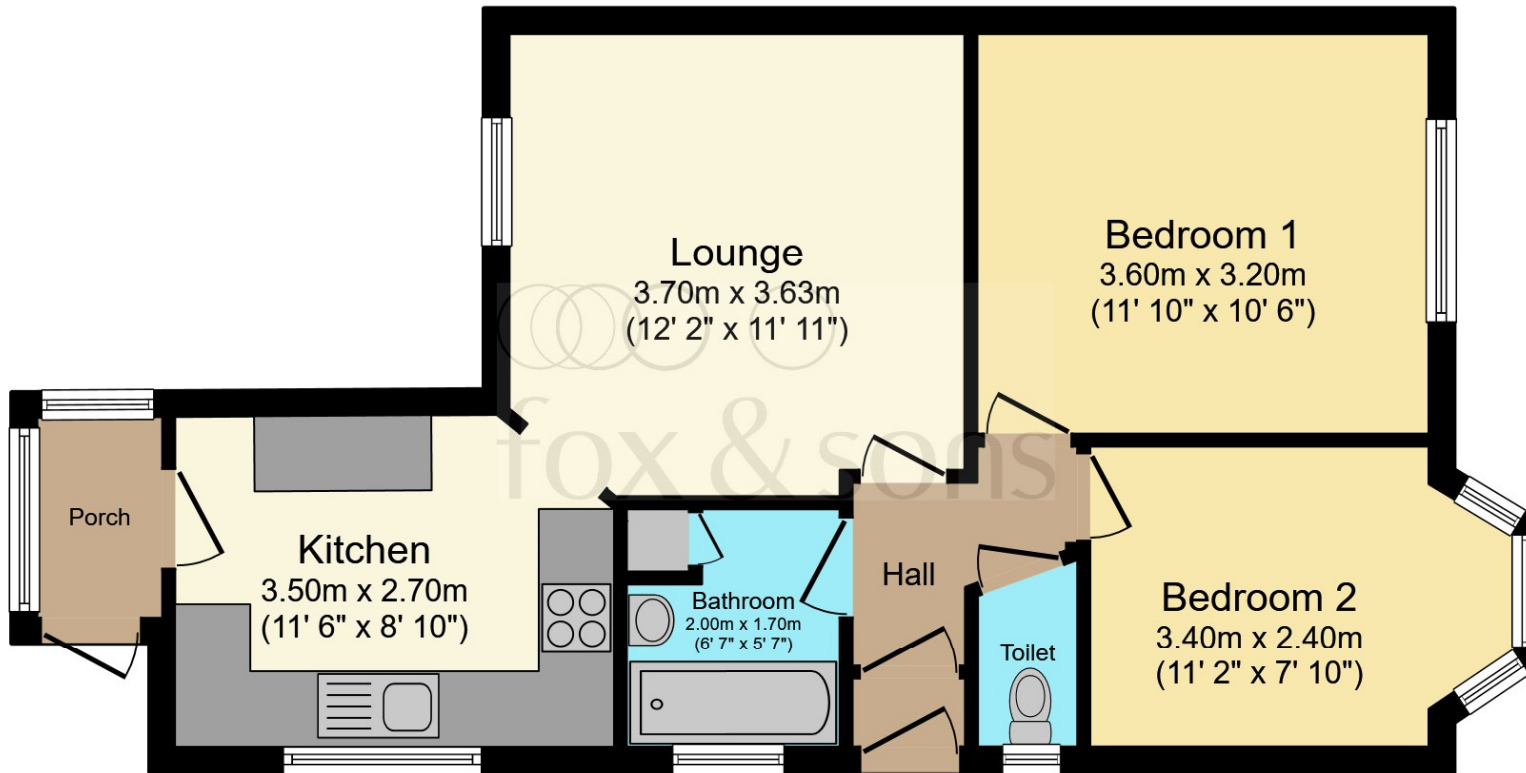 Lounge
3.70m x 3.63m
(12' 2" x 11' 11")
Bedroom 1
3.60m x 3.20m
(11' 10" x 10' 6")
fox & sons
Porch
Kitchen
3.50m x 2.70m
(11' 6" x 8' 10")
Bathroom
2.00m x 1.70m
(6' 7" x 5' 7")
Hall
Toilet
Bedroom 2
3.40m x 2.40m
(11' 2" x 7' 10")